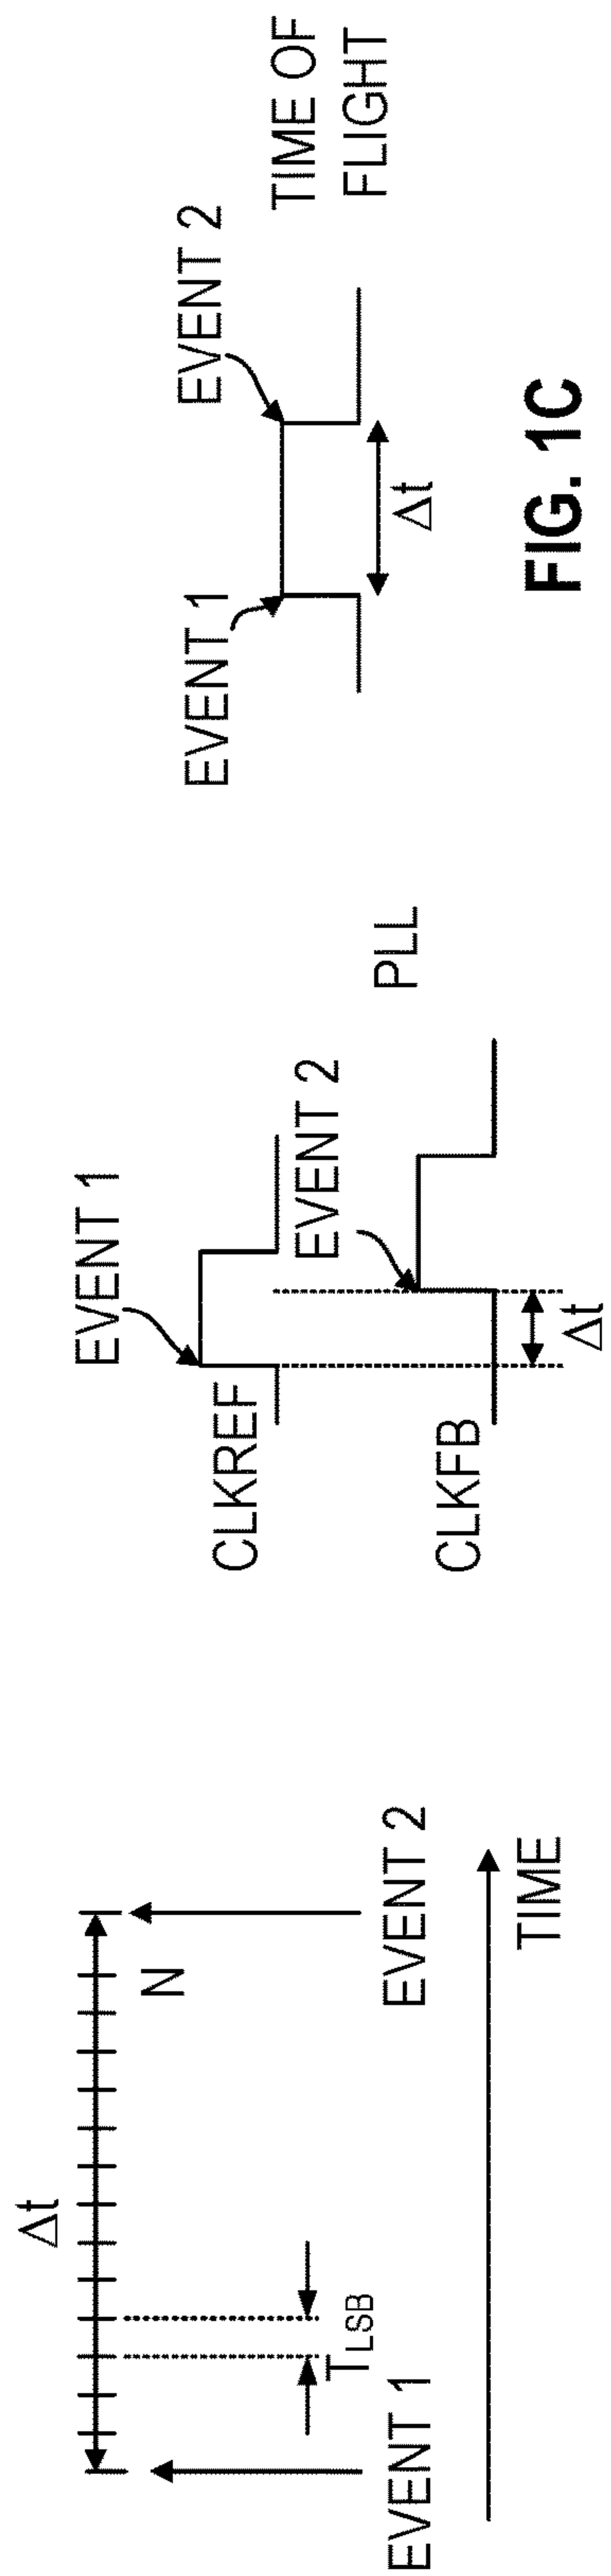 Δt
N
T_LSB
EVENT 1
EVENT 2
TIME
EVENT 1
CLKREF
EVENT 2
PLL
CLKFB
Δt
EVENT 1
EVENT 2
TIME OF
FLIGHT
Δt
FIG. 1C